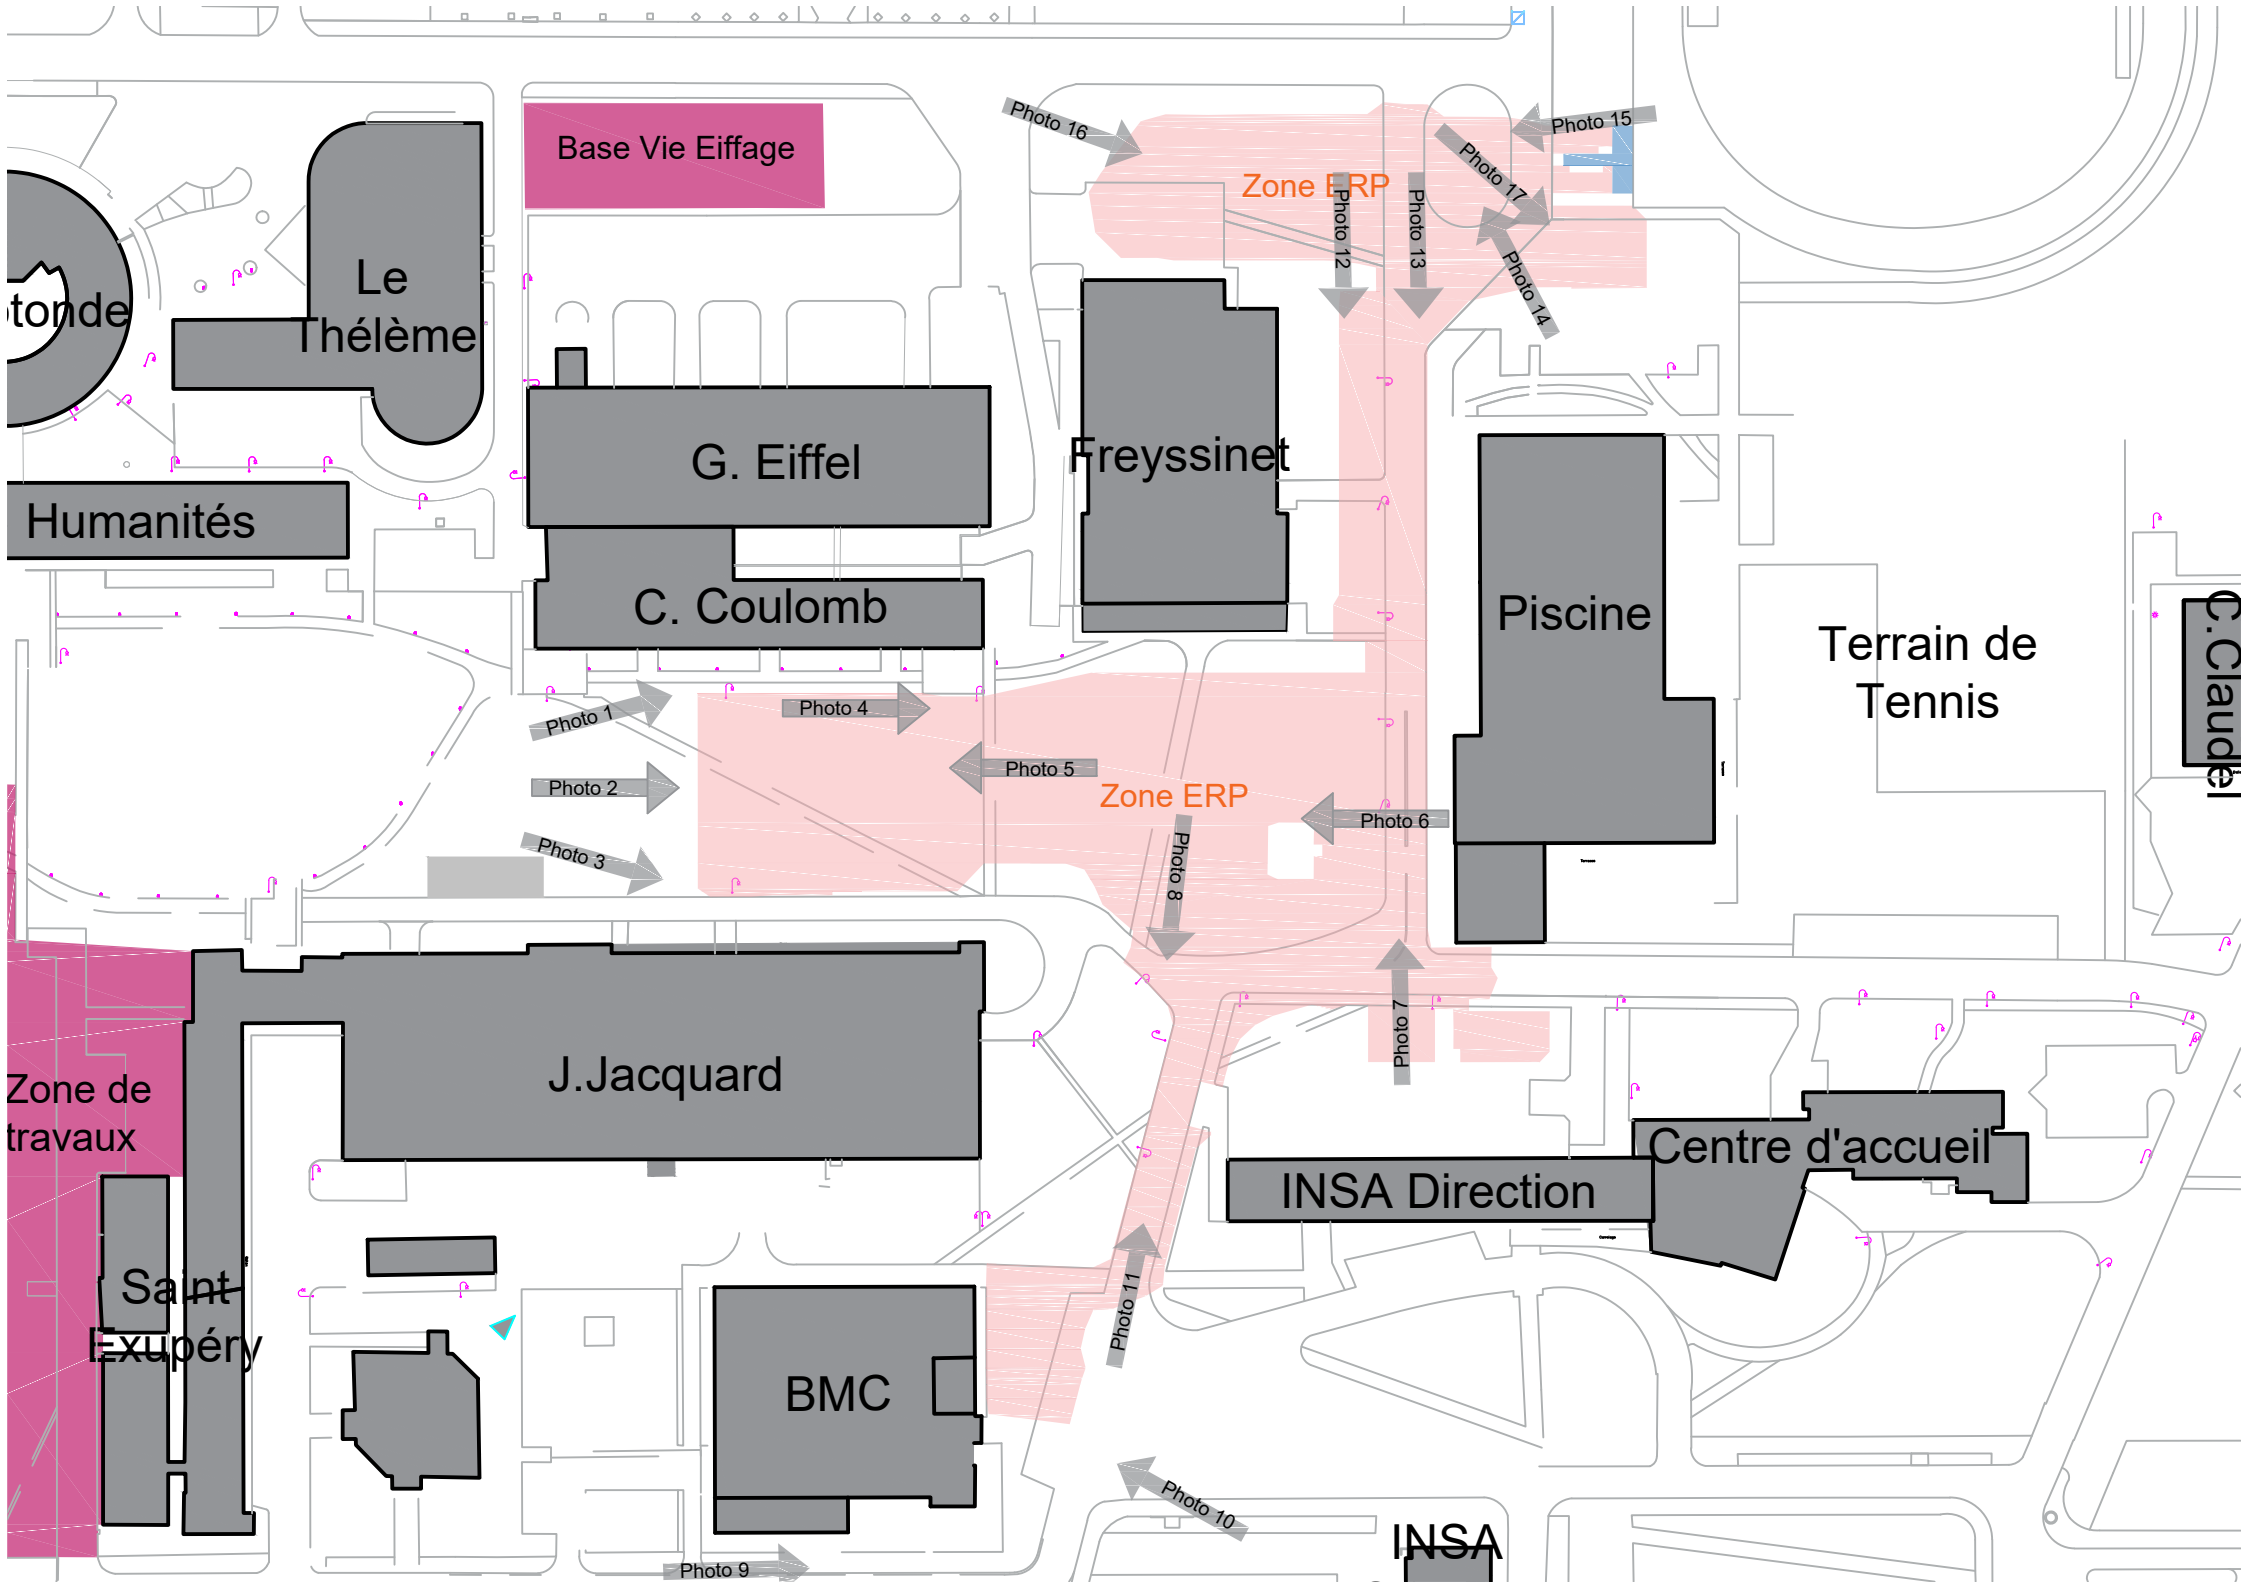 Photo 16
Photo 15
Base Vie Eiffage
Photo 17
Zone ERP
Photo 12
Photo 13
Photo 14
Le
Thélème
tonde
G. Eiffel
Freyssinet
Humanités
C. Coulomb
Piscine
Terrain de
Tennis
C.Claudel
Photo 1
Photo 4
Photo 5
Photo 2
Zone ERP
Photo 6
Photo 3
Photo 8
Photo 7
J.Jacquard
Zone de
travaux
Centre d'accueil
INSA Direction
Saint
Exupéry
Photo 11
BMC
Photo 10
INSA
Photo 9